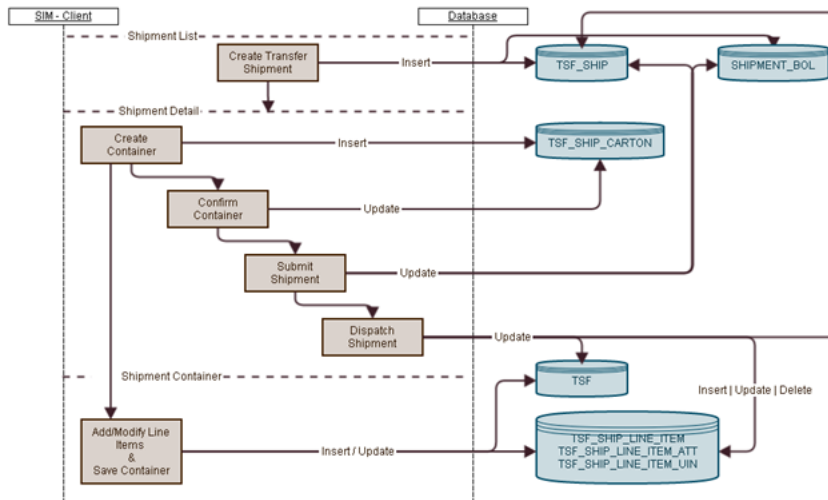 SIM - Client
Database
Shipment List
Create Transfer
Shipment
Insert
TSF_SHIP
SHIPMENT_BOL
Shipment Detail
Create
Container
Insert
TSF_SHIP_CARTON
Confirm
Container
Update
Submit
Shipment
Update
Dispatch
Shipment
Update
Shipment Container
TSF
Insert | Update | Delete
Add/Modify Line
Items
&
Save Container
Insert / Update
TSF_SHIP_LINE_ITEM
TSF_SHIP_LINE_ITEM_ATT
TSF_SHIP_LINE_ITEM_UIN